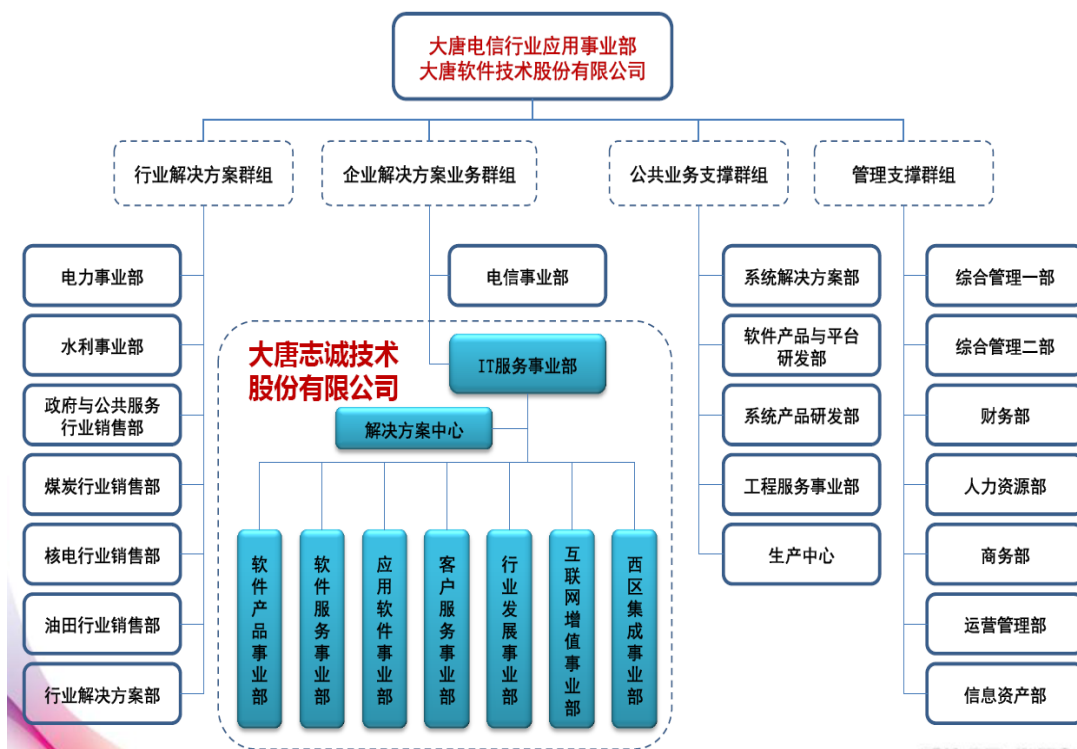 大唐电信行业应用事业部
大唐软件技术股份有限公司
行业解决方案群组
企业解决方案业务群组
公共业务支撑群组
管理支撑群组
电力事业部
水利事业部
政府与公共服务
行业销售部
煤炭行业销售部
核电行业销售部
油田行业销售部
行业解决方案部
电信事业部
大唐志诚技术
股份有限公司
IT服务事业部
解决方案中心
软件产品事业部
软件服务事业部
应用软件事业部
客户服务事业部
行业发展事业部
互联网增值事业部
西区集成事业部
系统解决方案部
软件产品与平台
研发部
系统产品研发部
工程服务事业部
生产中心
综合管理一部
综合管理二部
财务部
人力资源部
商务部
运营管理部
信息资产部